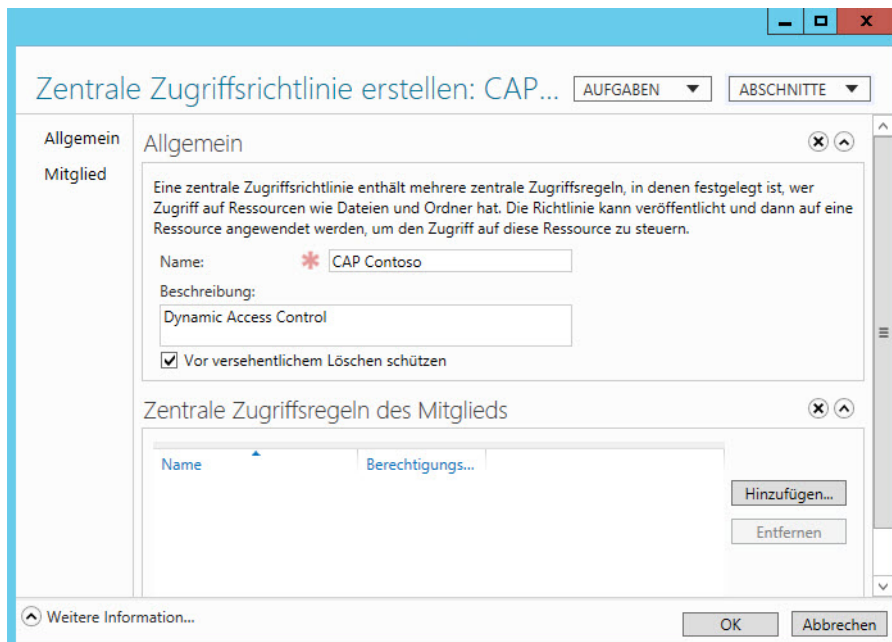 Zentrale Zugriffsrichtlinie erstellen: CAP...
AUFGABEN
ABSCHNITTE
Allgemein
Mitglied
Allgemein
Eine zentrale Zugriffsrichtlinie enthält mehrere zentrale Zugriffsregeln, in denen festgelegt ist, wer
Zugriff auf Ressourcen wie Dateien und Ordner hat. Die Richtlinie kann veröffentlicht und dann auf eine
Ressource angewendet werden, um den Zugriff auf diese Ressource zu steuern.
Name: * CAP Contoso
Beschreibung:
Dynamic Access Control
Vor versehentlichem Löschen schützen
Zentrale Zugriffsregeln des Mitglieds
Name Berechtigungs...
Hinzufügen...
Entfernen
Weitere Information...
OK Abbrechen